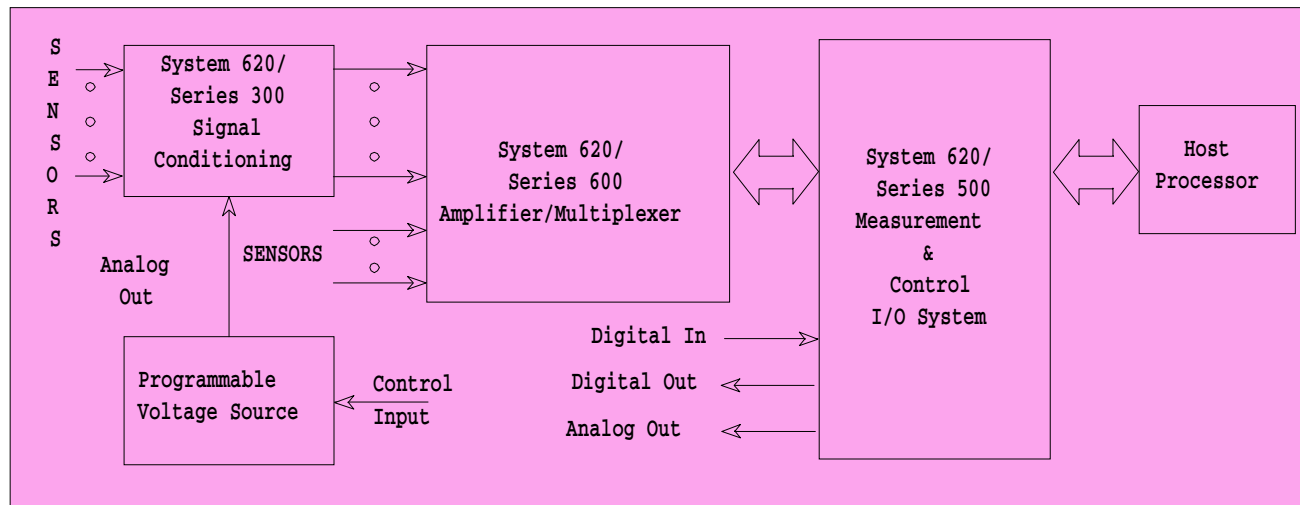 SENSORS
System 620/
Series 300
Signal
Conditioning
System 620/
Series 600
Amplifier/Multiplexer
System 620/
Series 500
Measurement
&
Control
I/O System
Host
Processor
SENSORS
Analog
Out
Programmable
Voltage Source
Control
Input
Digital In
Digital Out
Analog Out